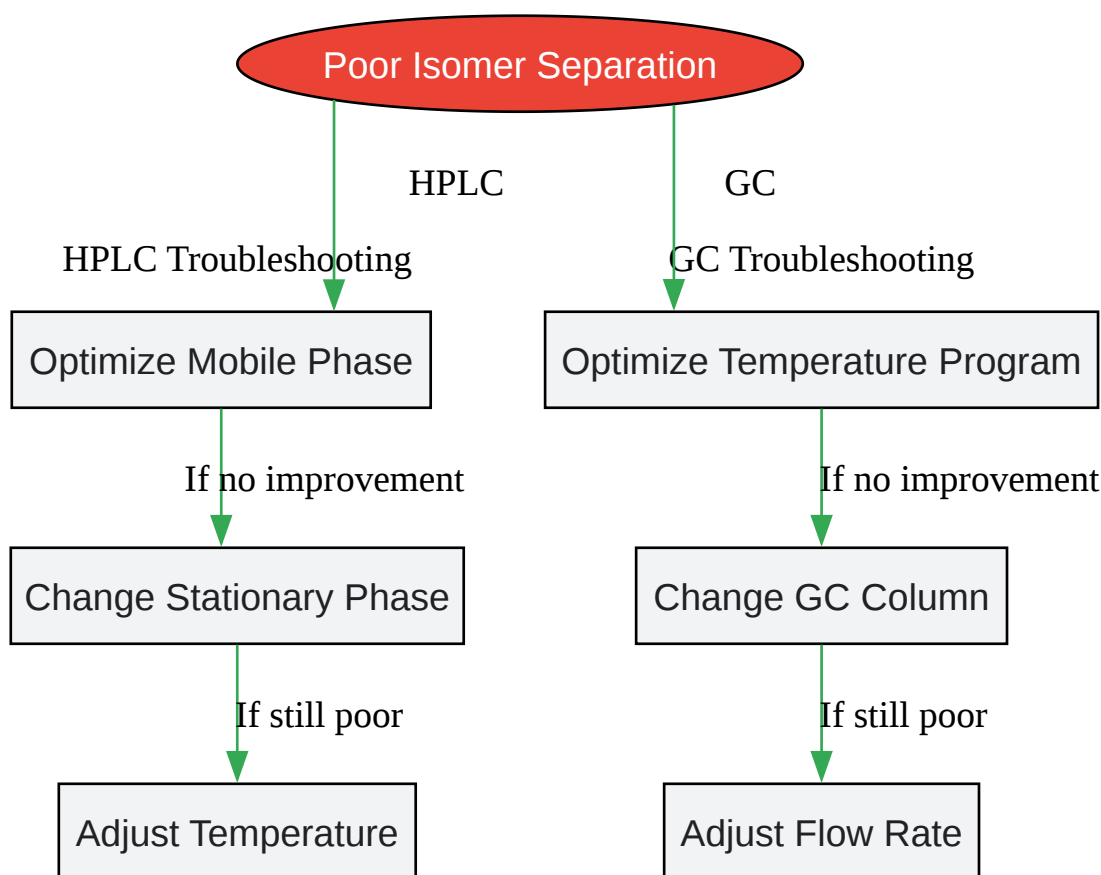 Poor Isomer Separation
HPLC
GC
HPLC Troubleshooting
GC Troubleshooting
Optimize Mobile Phase
Optimize Temperature Program
If no improvement
If no improvement
Change Stationary Phase
Change GC Column
If still poor
If still poor
Adjust Temperature
Adjust Flow Rate